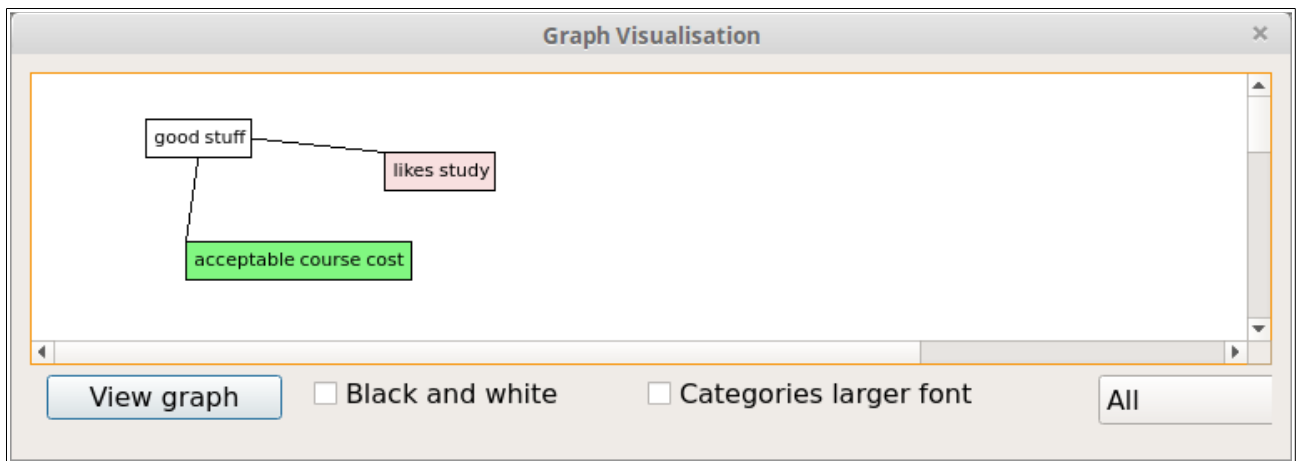 Graph Visualisation
good stuff
likes study
acceptable course cost
View graph
Black and white
Categories larger font
All